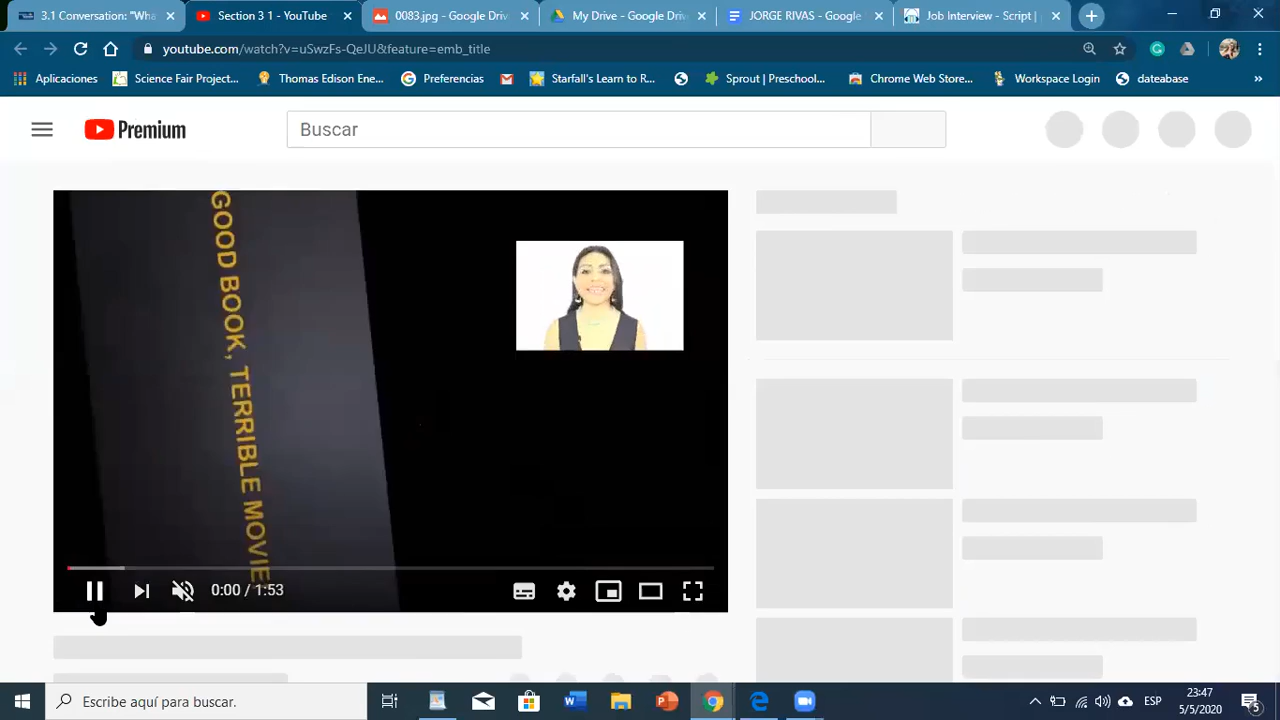 3.1 Conversation: "Wha
Section 3 1 - YouTube
0083.jpg - Google Driv
My Drive - Google Driv
JORGE RIVAS - Google
Job Interview - Script |
youtube.com/watch?v=uSwzFs-QeJU&feature=emb_title
Aplicaciones
Science Fair Project...
Thomas Edison Ene...
Preferencias
Starfall's Learn to R...
Sprout | Preschool...
Chrome Web Store...
Workspace Login
dateabase
»
Premium
Buscar
GOOD BOOK, TERRIBLE MOVIE
0:00 / 1:53
Escribe aquí para buscar.
ESP
23:47
5/5/2020
5